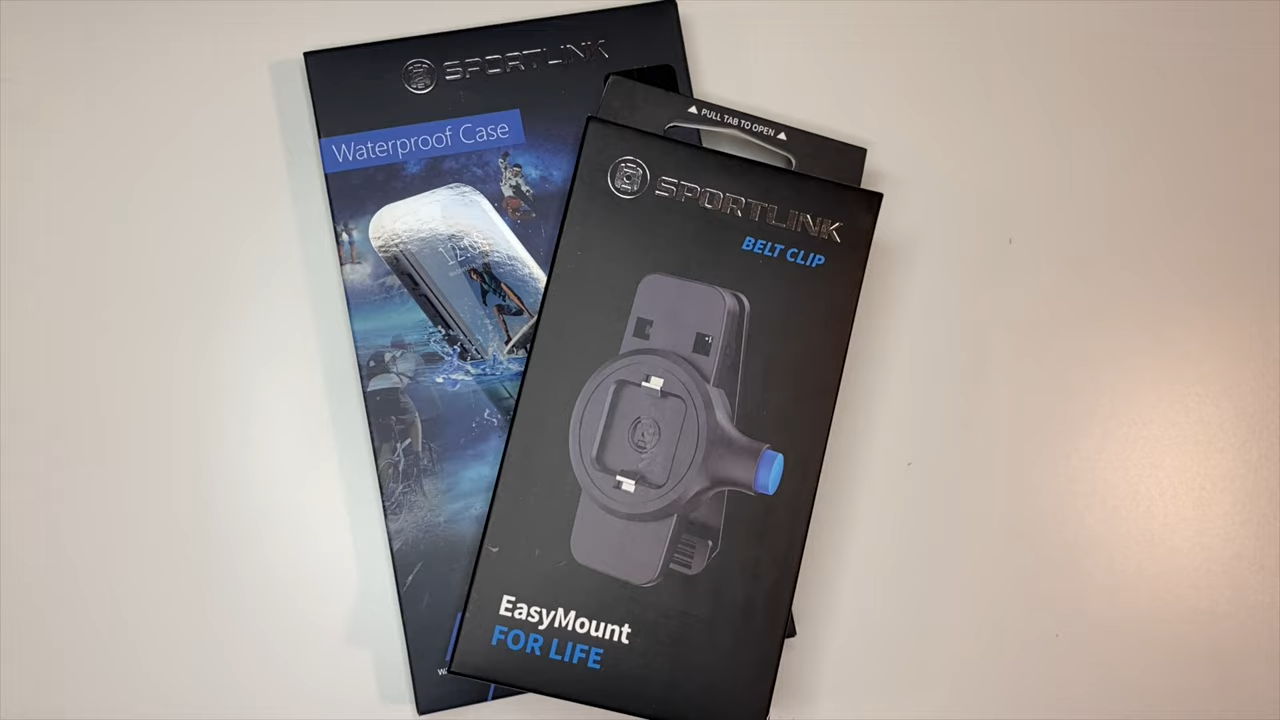 SPORTLINK
Waterproof Case
PULL TAB TO OPEN
SPORTLINK
BELT CLIP
EasyMount
FOR LIFE